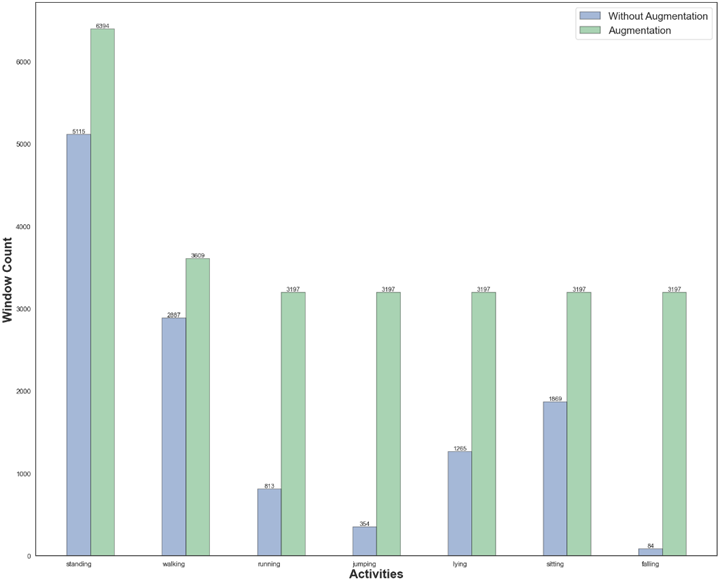 Without Augmentation
Augmentation
Window Count
6000
5000
4000
3000
2000
1000
0
5115
6394
2887
3609
813
3197
354
3197
1265
3197
1869
3197
84
3197
standing
walking
running
jumping
lying
sitting
falling
Activities